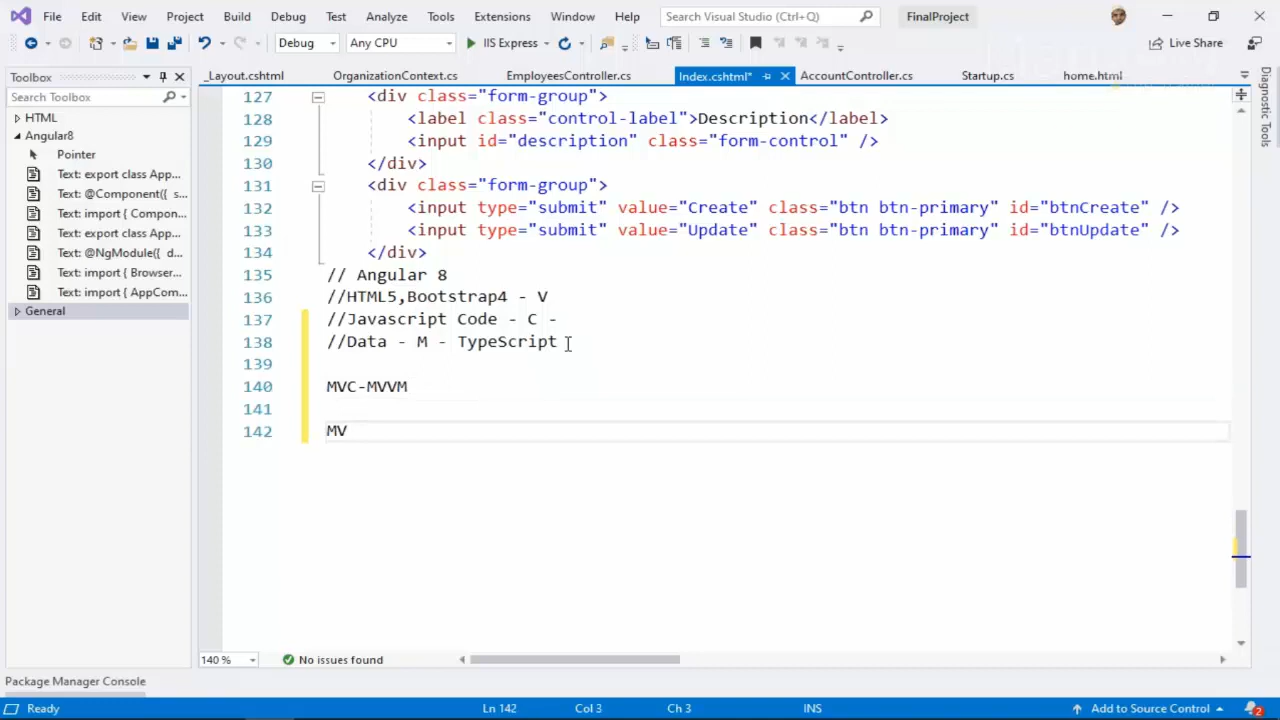 File Edit View Project Build Debug Test Analyze Tools Extensions Window Help Search Visual Studio (Ctrl+Q) FinalProject
Debug Any CPU IIS Express Live Share
Toolbox
Search Toolbox
HTML
Angular8
Pointer
Text: export class App...
Text: @Component({ s...
Text: import { Compon...
Text: export class App...
Text: @NgModule({ d...
Text: import { Browser...
Text: import { AppCom...
General
_Layout.cshtml OrganizationContext.cs EmployeesController.cs Index.cshtml* AccountController.cs Startup.cs home.html
127 <div class="form-group">
128 <label class="control-label">Description</label>
129 <input id="description" class="form-control" />
130 </div>
131 <div class="form-group">
132 <input type="submit" value="Create" class="btn btn-primary" id="btnCreate" />
133 <input type="submit" value="Update" class="btn btn-primary" id="btnUpdate" />
134 </div>
135 // Angular 8
136 //HTML5,Bootstrap4 - V
137 //Javascript Code - C -
138 //Data - M - TypeScript
139
140 MVC-MVVM
141
142 MV
Diagnostic Tools
140 % No issues found
Package Manager Console
Ready Ln 142 Col 3 Ch 3 INS Add to Source Control 2